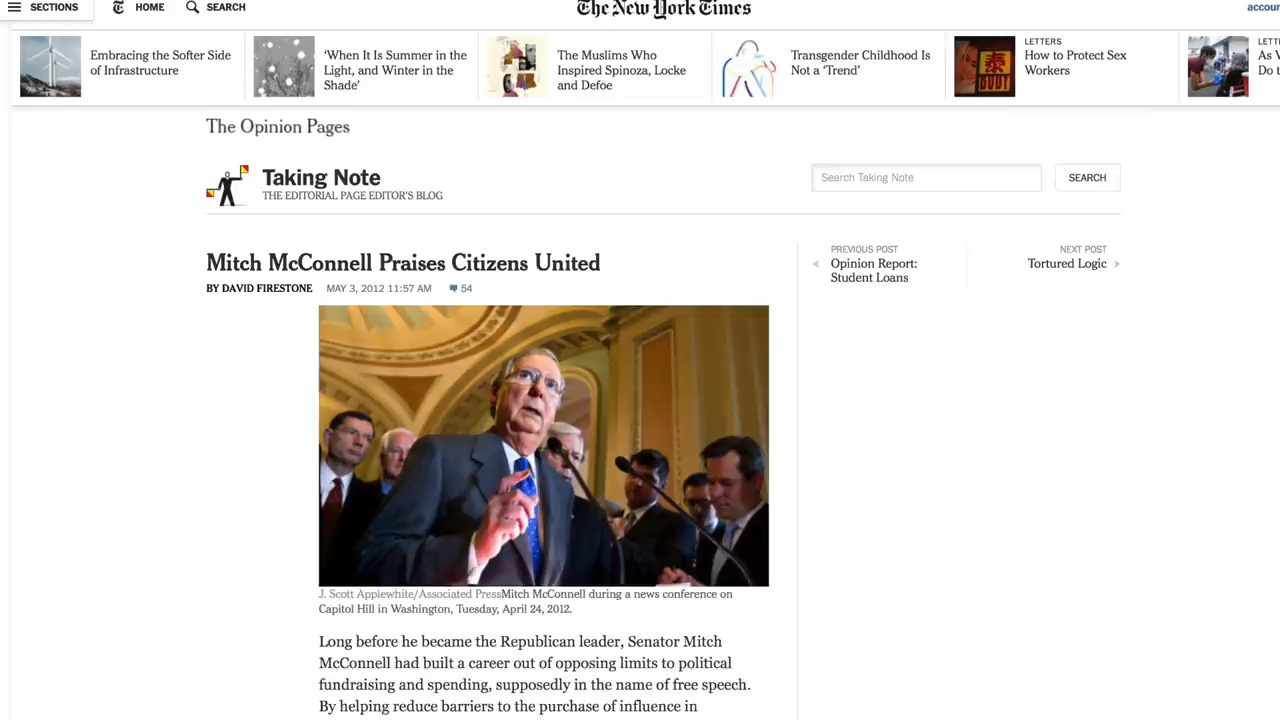 SECTIONS
HOME
SEARCH
The New York Times
accoun
Embracing the Softer Side
of Infrastructure
'When It Is Summer in the
Light, and Winter in the
Shade'
The Muslims Who
Inspired Spinoza, Locke
and Defoe
Transgender Childhood Is
Not a 'Trend'
LETTERS
How to Protect Sex
Workers
LETT
As V
Do t
The Opinion Pages
Taking Note
THE EDITORIAL PAGE EDITOR'S BLOG
Search Taking Note
SEARCH
Mitch McConnell Praises Citizens United
BY DAVID FIRESTONE MAY 3, 2012 11:57 AM 54
PREVIOUS POST
Opinion Report:
Student Loans
NEXT POST
Tortured Logic
J. Scott Applewhite/Associated PressMitch McConnell during a news conference on
Capitol Hill in Washington, Tuesday, April 24, 2012.
Long before he became the Republican leader, Senator Mitch
McConnell had built a career out of opposing limits to political
fundraising and spending, supposedly in the name of free speech.
By helping reduce barriers to the purchase of influence in